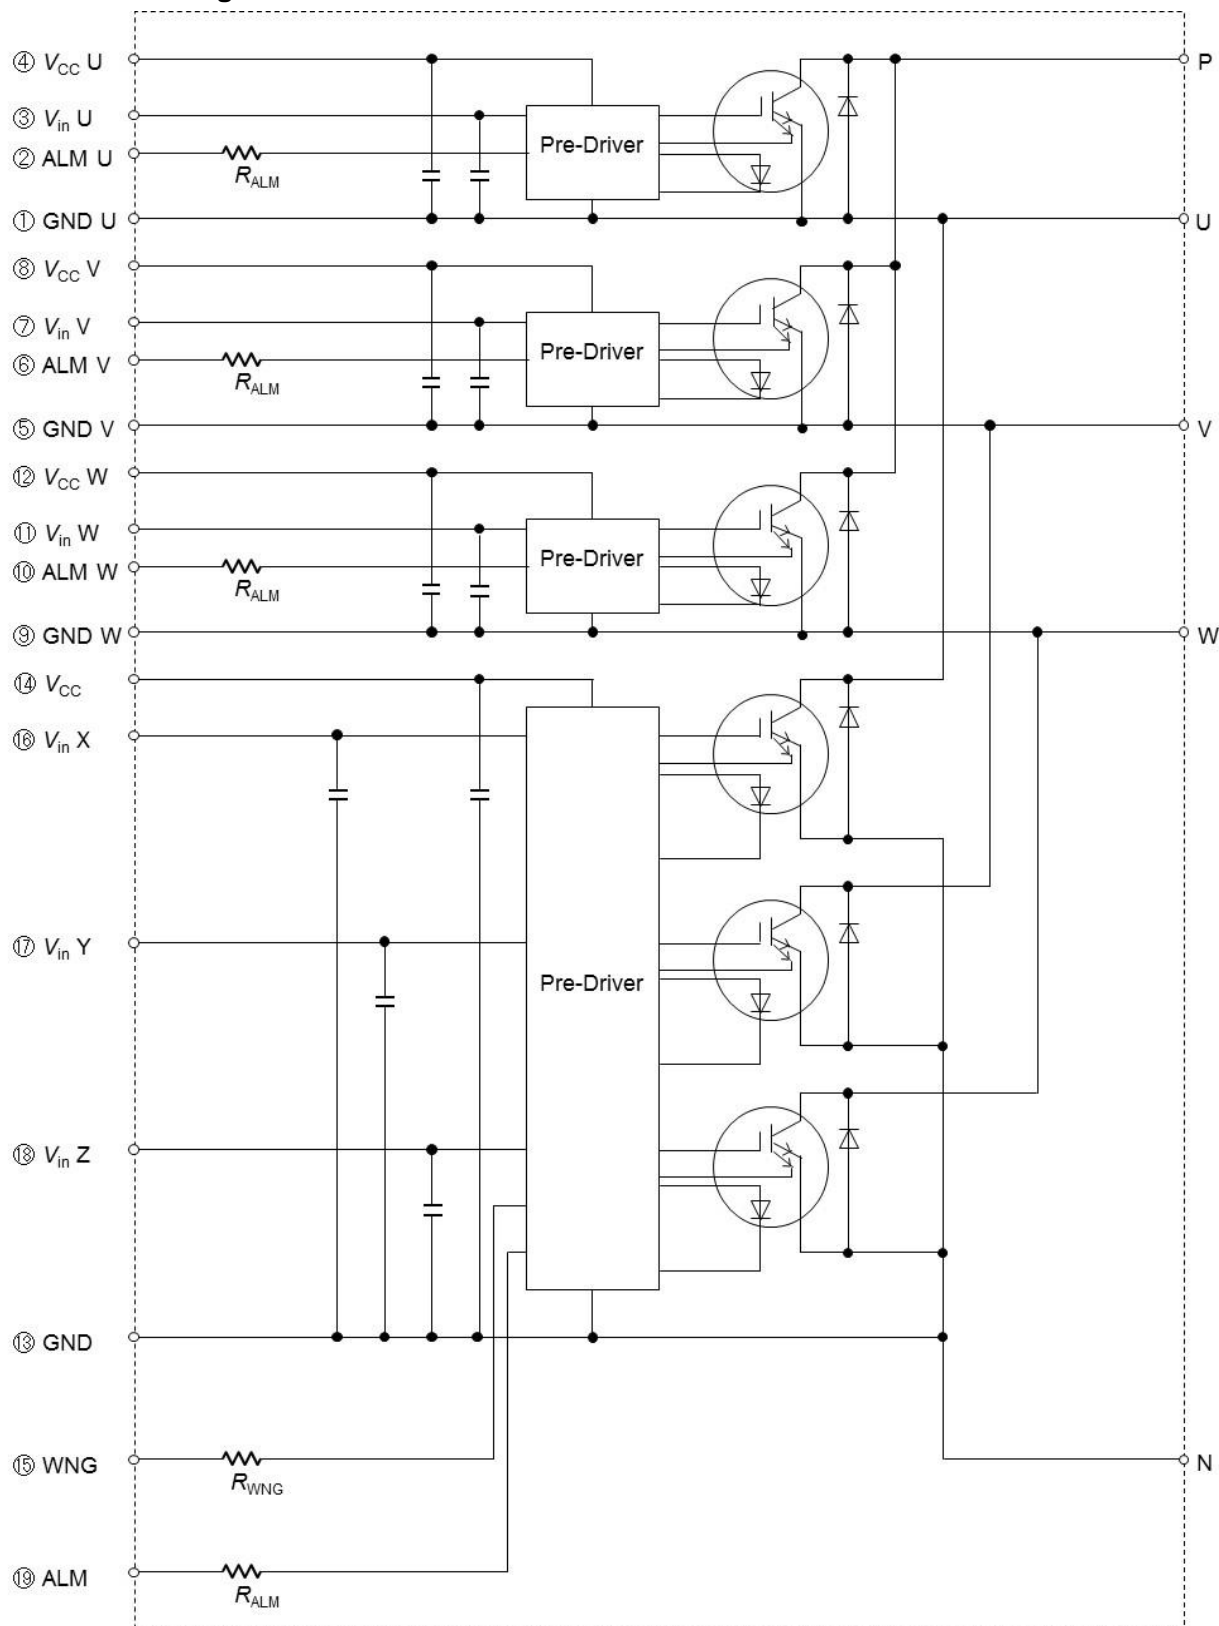 ④ VCC U
P
③ Vin U
Pre-Driver
② ALM U
RALM
① GND U
U
⑧ VCC V
⑦ Vin V
Pre-Driver
⑥ ALM V
RALM
⑤ GND V
V
⑫ VCC W
⑪ Vin W
Pre-Driver
⑩ ALM W
RALM
⑨ GND W
W
⑭ VCC
⑯ Vin X
⑰ Vin Y
Pre-Driver
⑱ Vin Z
⑬ GND
⑮ WNG
N
RWNG
⑲ ALM
RALM